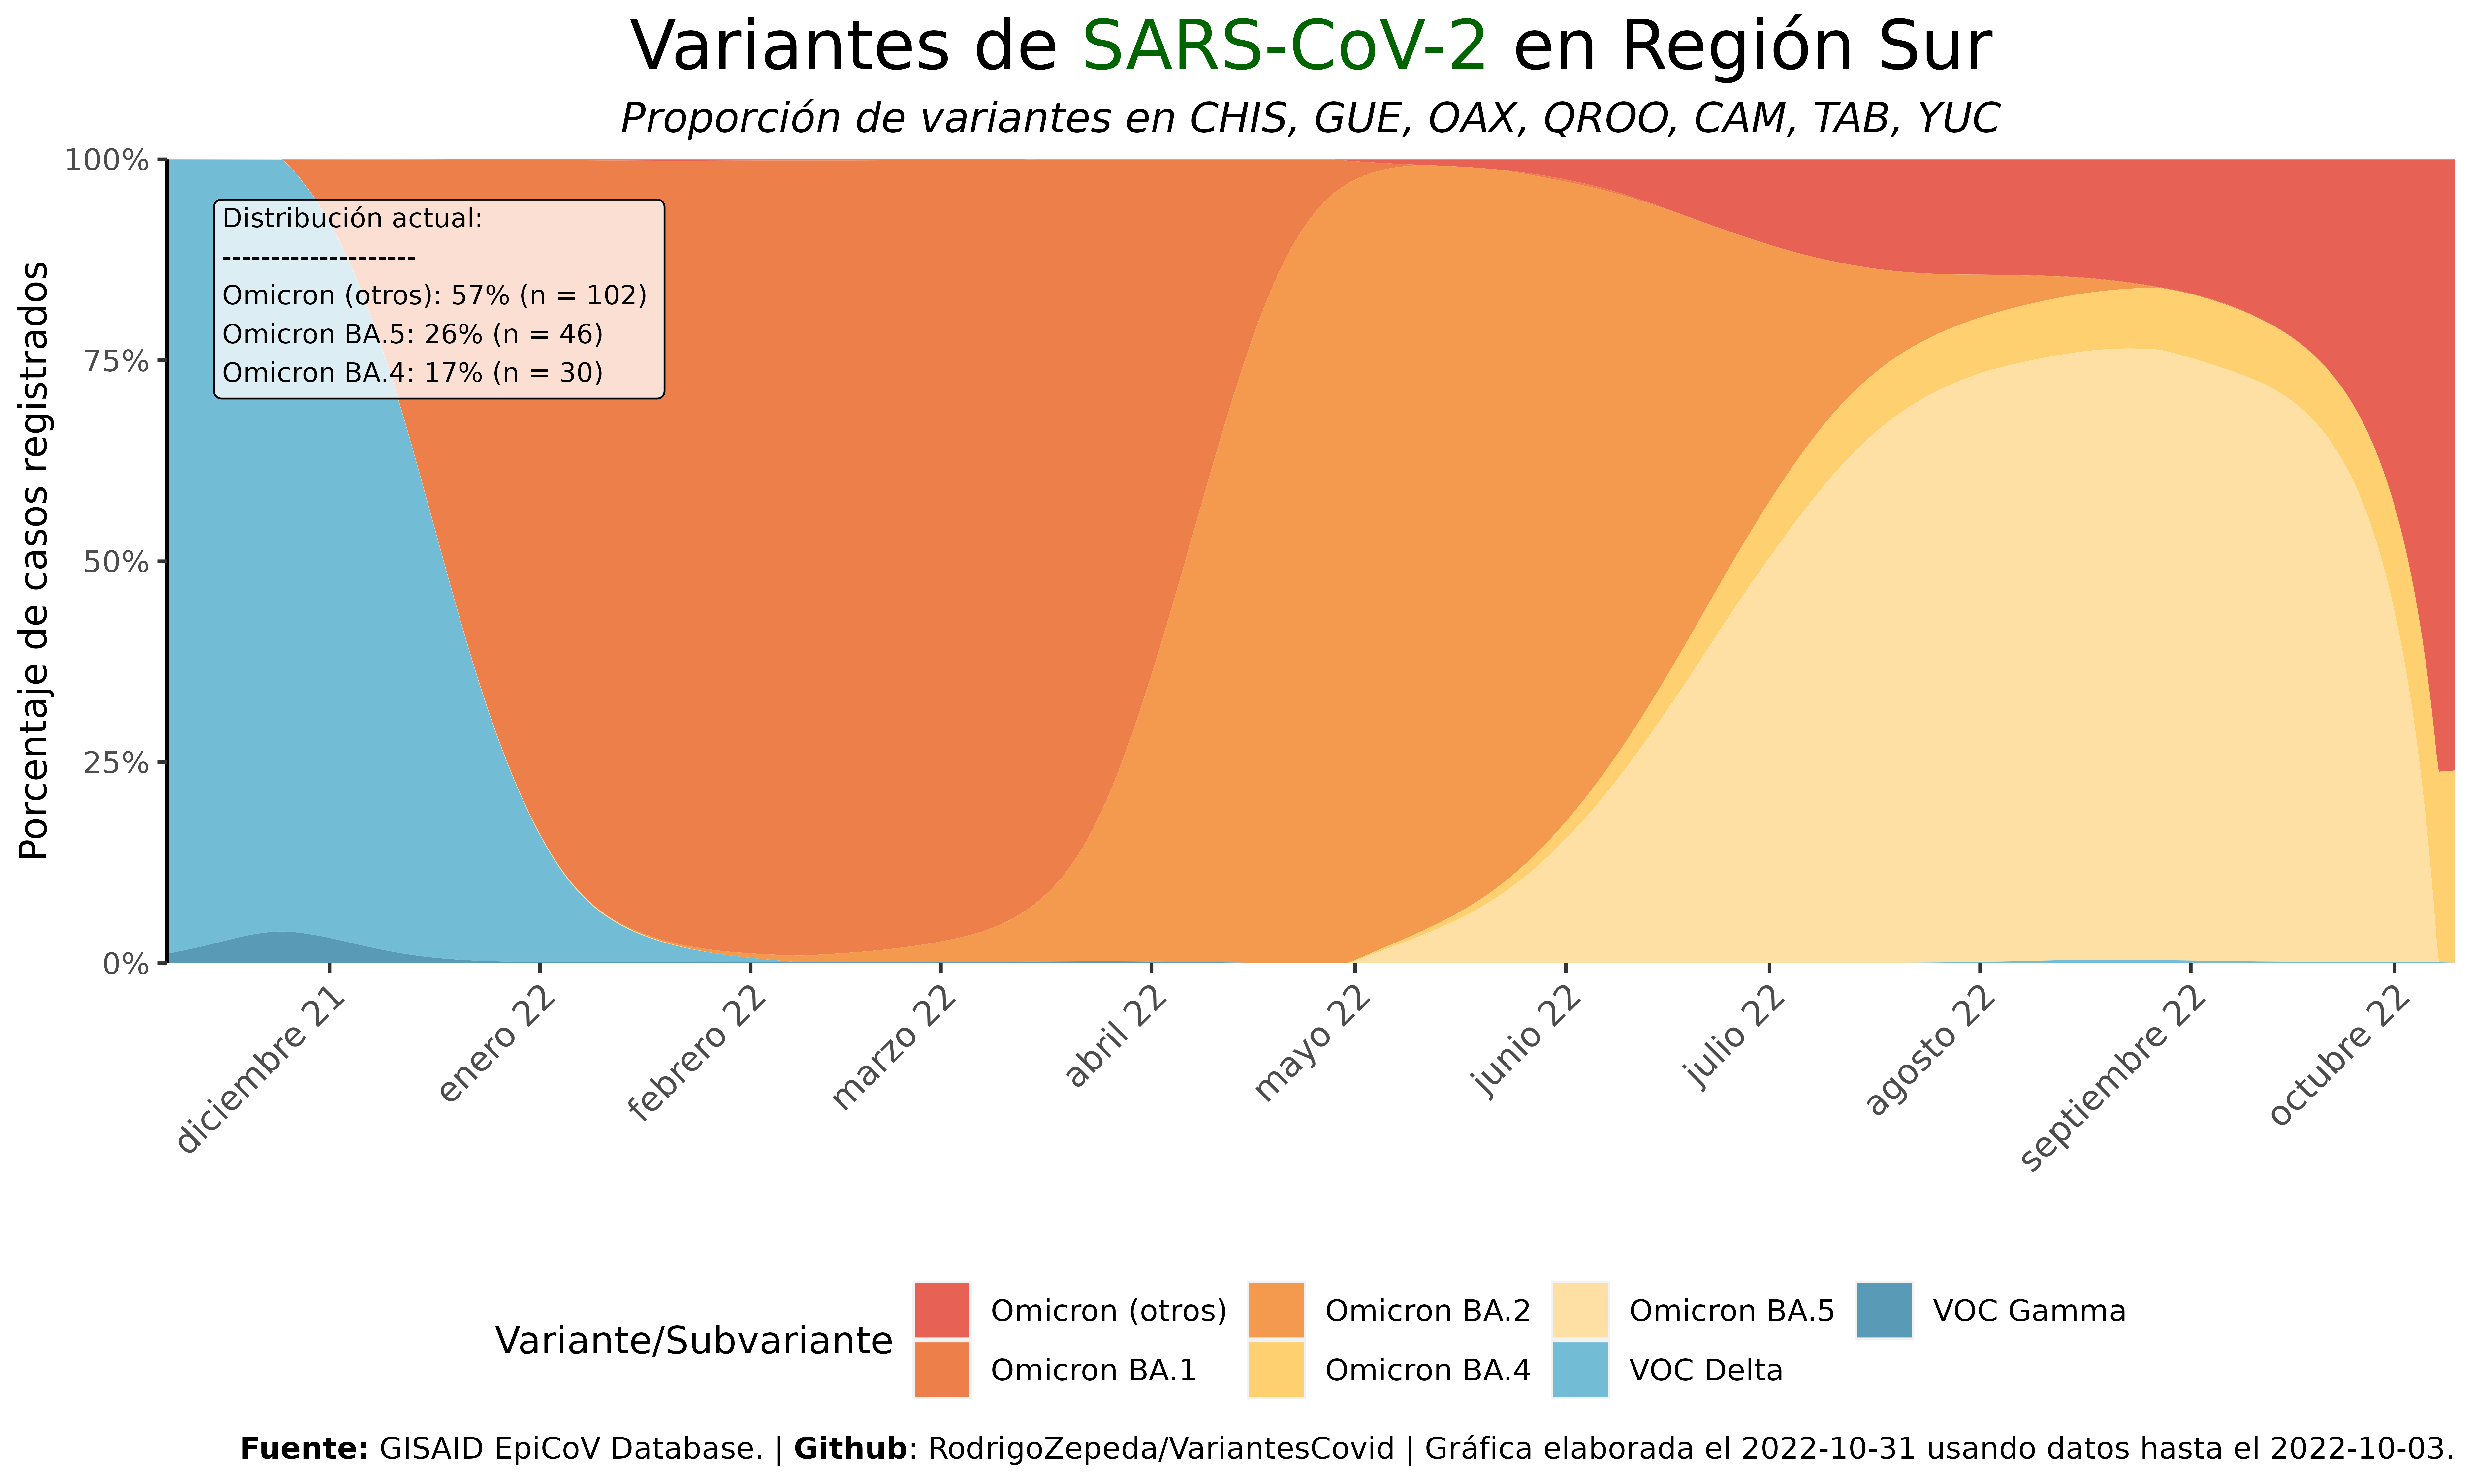 Variantes de SARS-CoV-2 en Región Sur
Proporción de variantes en CHIS, GUE, OAX, QROO, CAM, TAB, YUC
Porcentaje de casos registrados
100%
75%
50%
25%
0%
Distribución actual:
--------------------
Omicron (otros): 57% (n = 102)
Omicron BA.5: 26% (n = 46)
Omicron BA.4: 17% (n = 30)
diciembre 21
enero 22
febrero 22
marzo 22
abril 22
mayo 22
junio 22
julio 22
agosto 22
septiembre 22
octubre 22
Variante/Subvariante
Omicron (otros)
Omicron BA.1
Omicron BA.2
Omicron BA.4
Omicron BA.5
VOC Delta
VOC Gamma
Fuente: GISAID EpiCoV Database. | Github: RodrigoZepeda/VariantesCovid | Gráfica elaborada el 2022-10-31 usando datos hasta el 2022-10-03.